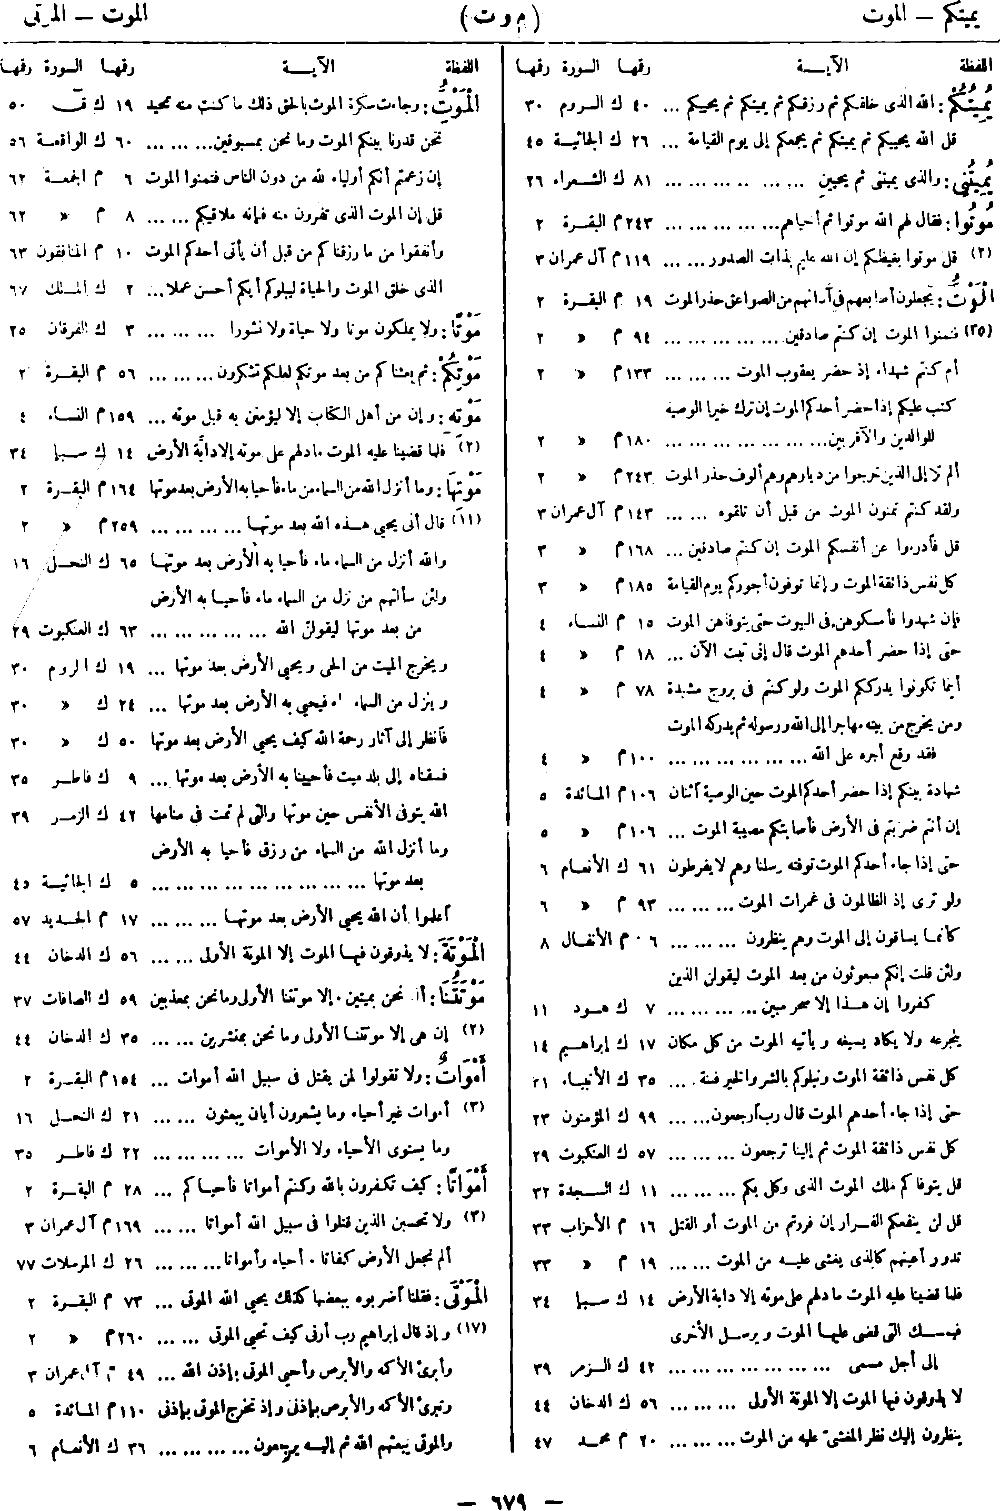 يميتكم – الموت
( م و ت )
الموت – الموتى
اللفظة الآيــة رقها السورة رقها
يُمِيتُكُمْ : الله الذى خلقكم ثم رزقكم ثم يميتكم ثم يحييكم ... ٤٠ ك الروم ٣٠
قل الله يحييكم ثم يميتكم ثم يجمعكم إلى يوم القيامة ... ٢٦ ك الجاثية ٤٥
يُمِيتُنِي : والذى يميتنى ثم يحيين ... ... ... ... ... ٨١ ك الشعراء ٢٦
مُوتُوا : فقال لهم الله موتوا ثم أحياهم ... ... ... ... ... ٢٤٣ م البقرة ٢
(٢) قل موتوا بغيظكم إن الله عليم بذات الصدور ... ... ١١٩ م آل عمران ٣
الْمَوْتُ : يجعلون أصابعهم فى آذانهم من الصواعق حذر الموت ١٩ م البقرة ٢
(٣٥) فتمنوا الموت إن كنتم صادقين ... ... ... ... ... ٩٤ م » ٢
أم كنتم شهداء إذ حضر يعقوب الموت ... ... ... ١٣٣ م » ٢
كتب عليكم إذا حضر أحدكم الموت إن ترك خيرا الوصية
للوالدين والأقربين ... ... ... ... ... ... ... ١٨٠ م » ٢
ألم تر إلى الذين خرجوا من ديارهم وهم ألوف حذر الموت ٢٤٣ م » ٢
ولقد كنتم تمنون الموت من قبل أن تلقوه ... ... ١٤٣ م آل عمران ٣
قل فادرءوا عن أنفسكم الموت إن كنتم صادقين ... ١٦٨ م » ٣
كل نفس ذائقة الموت وإنما توفون أجوركم يوم القيامة ١٨٥ م » ٣
فإن شهدوا فأمسكوهن فى البيوت حتى يتوفاهن الموت ١٥ م النساء ٤
حتى إذا حضر أحدهم الموت قال إنى تبت الآن ... ١٨ م » ٤
أينما تكونوا يدرككم الموت ولو كنتم فى بروج مشيدة ٧٨ م » ٤
ومن يخرج من بيته مهاجرا إلى الله ورسوله ثم يدركه الموت
فقد وقع أجره على الله ... ... ... ... ... ... ١٠٠ م » ٤
شهادة بينكم إذا حضر أحدكم الموت حين الوصية اثنان ١٠٦ م المائدة ٥
إن أنتم ضربتم فى الأرض فأصابتكم مصيبة الموت ... ١٠٦ م » ٥
حتى إذا جاء أحدكم الموت توفته رسلنا وهم لا يفرطون ٦١ ك الأنعام ٦
ولو ترى إذ الظالمون فى غمرات الموت ... ... ... ٩٣ م » ٦
كأنما يساقون إلى الموت وهم ينظرون ... ... ... ٠٦ م الأنفال ٨
ولئن قلت إنكم مبعوثون من بعد الموت ليقولن الذين
كفروا إن هذا إلا سحر مبين ... ... ... ... ٧ ك هود ١١
يتجرعه ولا يكاد يسيغه ويأتيه الموت من كل مكان ١٧ ك إبراهيم ١٤
كل نفس ذائقة الموت ونبلوكم بالشر والخير فتنة ... ٣٥ ك الأنبياء ٢١
حتى إذا جاء أحدهم الموت قال رب ارجعون ... ... ٩٩ ك المؤمنون ٢٣
كل نفس ذائقة الموت ثم إلينا ترجعون ... ... ... ٥٧ ك العنكبوت ٢٩
قل يتوفاكم ملك الموت الذى وكل بكم ... ... ... ١١ ك السجدة ٣٢
قل لن ينفعكم الفرار إن فررتم من الموت أو القتل ١٦ م الأحزاب ٣٣
تدور أعينهم كالذى يغشى عليه من الموت ... ... ١٩ م » ٣٣
فلما قضينا عليه الموت ما دلهم على موته إلا دابة الأرض ١٤ ك سبإ ٣٤
فيمسك التى قضى عليها الموت ويرسل الأخرى
إلى أجل مسمى ... ... ... ... ... ... ... ٤٢ ك الزمر ٣٩
لا يذوقون فيها الموت إلا الموتة الأولى ... ... ... ٥٦ ك الدخان ٤٤
ينظرون إليك نظر المغشى عليه من الموت ... ... ... ٢٠ م محمد ٤٧
اللفظة الآيــة رقها السورة رقها
الْمَوْتُ : وجاءت سكرة الموت بالحق ذلك ما كنت منه تحيد ١٩ ك ق ٥٠
نحن قدرنا بينكم الموت وما نحن بمسبوقين ... ... ... ٦٠ ك الواقعة ٥٦
إن زعمتم أنكم أولياء لله من دون الناس فتمنوا الموت ٦ م الجمعة ٦٢
قل إن الموت الذى تفرون منه فإنه ملاقيكم ... ... ٨ م » ٦٢
وأنفقوا من ما رزقناكم من قبل أن يأتى أحدكم الموت ١٠ م المنافقون ٦٣
الذى خلق الموت والحياة ليبلوكم أيكم أحسن عملا ... ٢ ك الملك ٦٧
مَوْتًا : ولا يملكون موتا ولا حياة ولا نشورا ... ... ... ٣ ك الفرقان ٢٥
مَوْتِكُمْ : ثم بعثناكم من بعد موتكم لعلكم تشكرون ... ... ... ٥٦ م البقرة ٢
مَوْتِهِ : وإن من أهل الكتاب إلا ليؤمنن به قبل موته ... ١٥٩ م النساء ٤
(٢) فلما قضينا عليه الموت ما دلهم على موته إلا دابة الأرض ١٤ ك سبإ ٣٤
مَوْتِهَا : وما أنزل الله من السماء من ماء فأحيا به الأرض بعد موتها ١٦٤ م البقرة ٢
(١١) قال أنى يحيى هذه الله بعد موتها ... ... ... ... ٢٥٩ م » ٢
والله أنزل من السماء ماء فأحيا به الأرض بعد موتها ٦٥ ك النحل ١٦
ولئن سألتهم من نزل من السماء ماء فأحيا به الأرض
من بعد موتها ليقولن الله ... ... ... ... ... ٦٣ ك العنكبوت ٢٩
ويخرج الميت من الحى ويحيى الأرض بعد موتها ... ١٩ ك الروم ٣٠
وينزل من السماء ماء فيحيى به الأرض بعد موتها ... ٢٤ ك » ٣٠
فانظر إلى آثار رحمة الله كيف يحيى الأرض بعد موتها ٥٠ ك » ٣٠
فسقناه إلى بلد ميت فأحيينا به الأرض بعد موتها ... ٩ ك فاطر ٣٥
الله يتوفى الأنفس حين موتها والتى لم تمت فى منامها ٤٢ ك الزمر ٣٩
وما أنزل الله من السماء من رزق فأحيا به الأرض
بعد موتها ... ... ... ... ... ... ... ... ... ٥ ك الجاثية ٤٥
اعلموا أن الله يحيى الأرض بعد موتها ... ... ... ١٧ م الحديد ٥٧
الْمَوْتَةَ : لا يذوقون فيها الموت إلا الموتة الأولى ... ... ... ٥٦ ك الدخان ٤٤
مَوْتَتُنَا : أفما نحن بميتين . إلا موتتنا الأولى وما نحن بمعذبين ٥٩ ك الصافات ٣٧
(٢) إن هى إلا موتتنا الأولى وما نحن بمنشرين ... ... ٣٥ ك الدخان ٤٤
أَمْوَاتٌ : ولا تقولوا لمن يقتل فى سبيل الله أموات ... ... ١٥٤ م البقرة ٢
(٣) أموات غير أحياء وما يشعرون أيان يبعثون ... ... ٢١ ك النحل ١٦
وما يستوى الأحياء ولا الأموات ... ... ... ... ٢٢ ك فاطر ٣٥
أَمْوَاتًا : كيف تكفرون بالله وكنتم أمواتا فأحياكم ... ... ٢٨ م البقرة ٢
(٣) ولا تحسبن الذين قتلوا فى سبيل الله أمواتا ... ... ١٦٩ م آل عمران ٣
ألم نجعل الأرض كفاتا . أحياء وأمواتا ... ... ... ٢٦ ك المرسلات ٧٧
الْمَوْتَى : فقلنا اضربوه ببعضها كذلك يحيى الله الموتى ... ٧٣ م البقرة ٢
(١٧) وإذ قال إبراهيم رب أرنى كيف تحيى الموتى ... ... ٢٦٠ م » ٢
وأبرئ الأكمه والأبرص وأحيى الموتى بإذن الله ... ٤٩ م آل عمران ٣
وتبرئ الأكمه والأبرص بإذنى وإذ تخرج الموتى بإذنى ١١٠ م المائدة ٥
والموتى يبعثهم الله ثم إليه يرجعون ... ... ... ... ٣٦ ك الأنعام ٦
– ٦٧٩ –